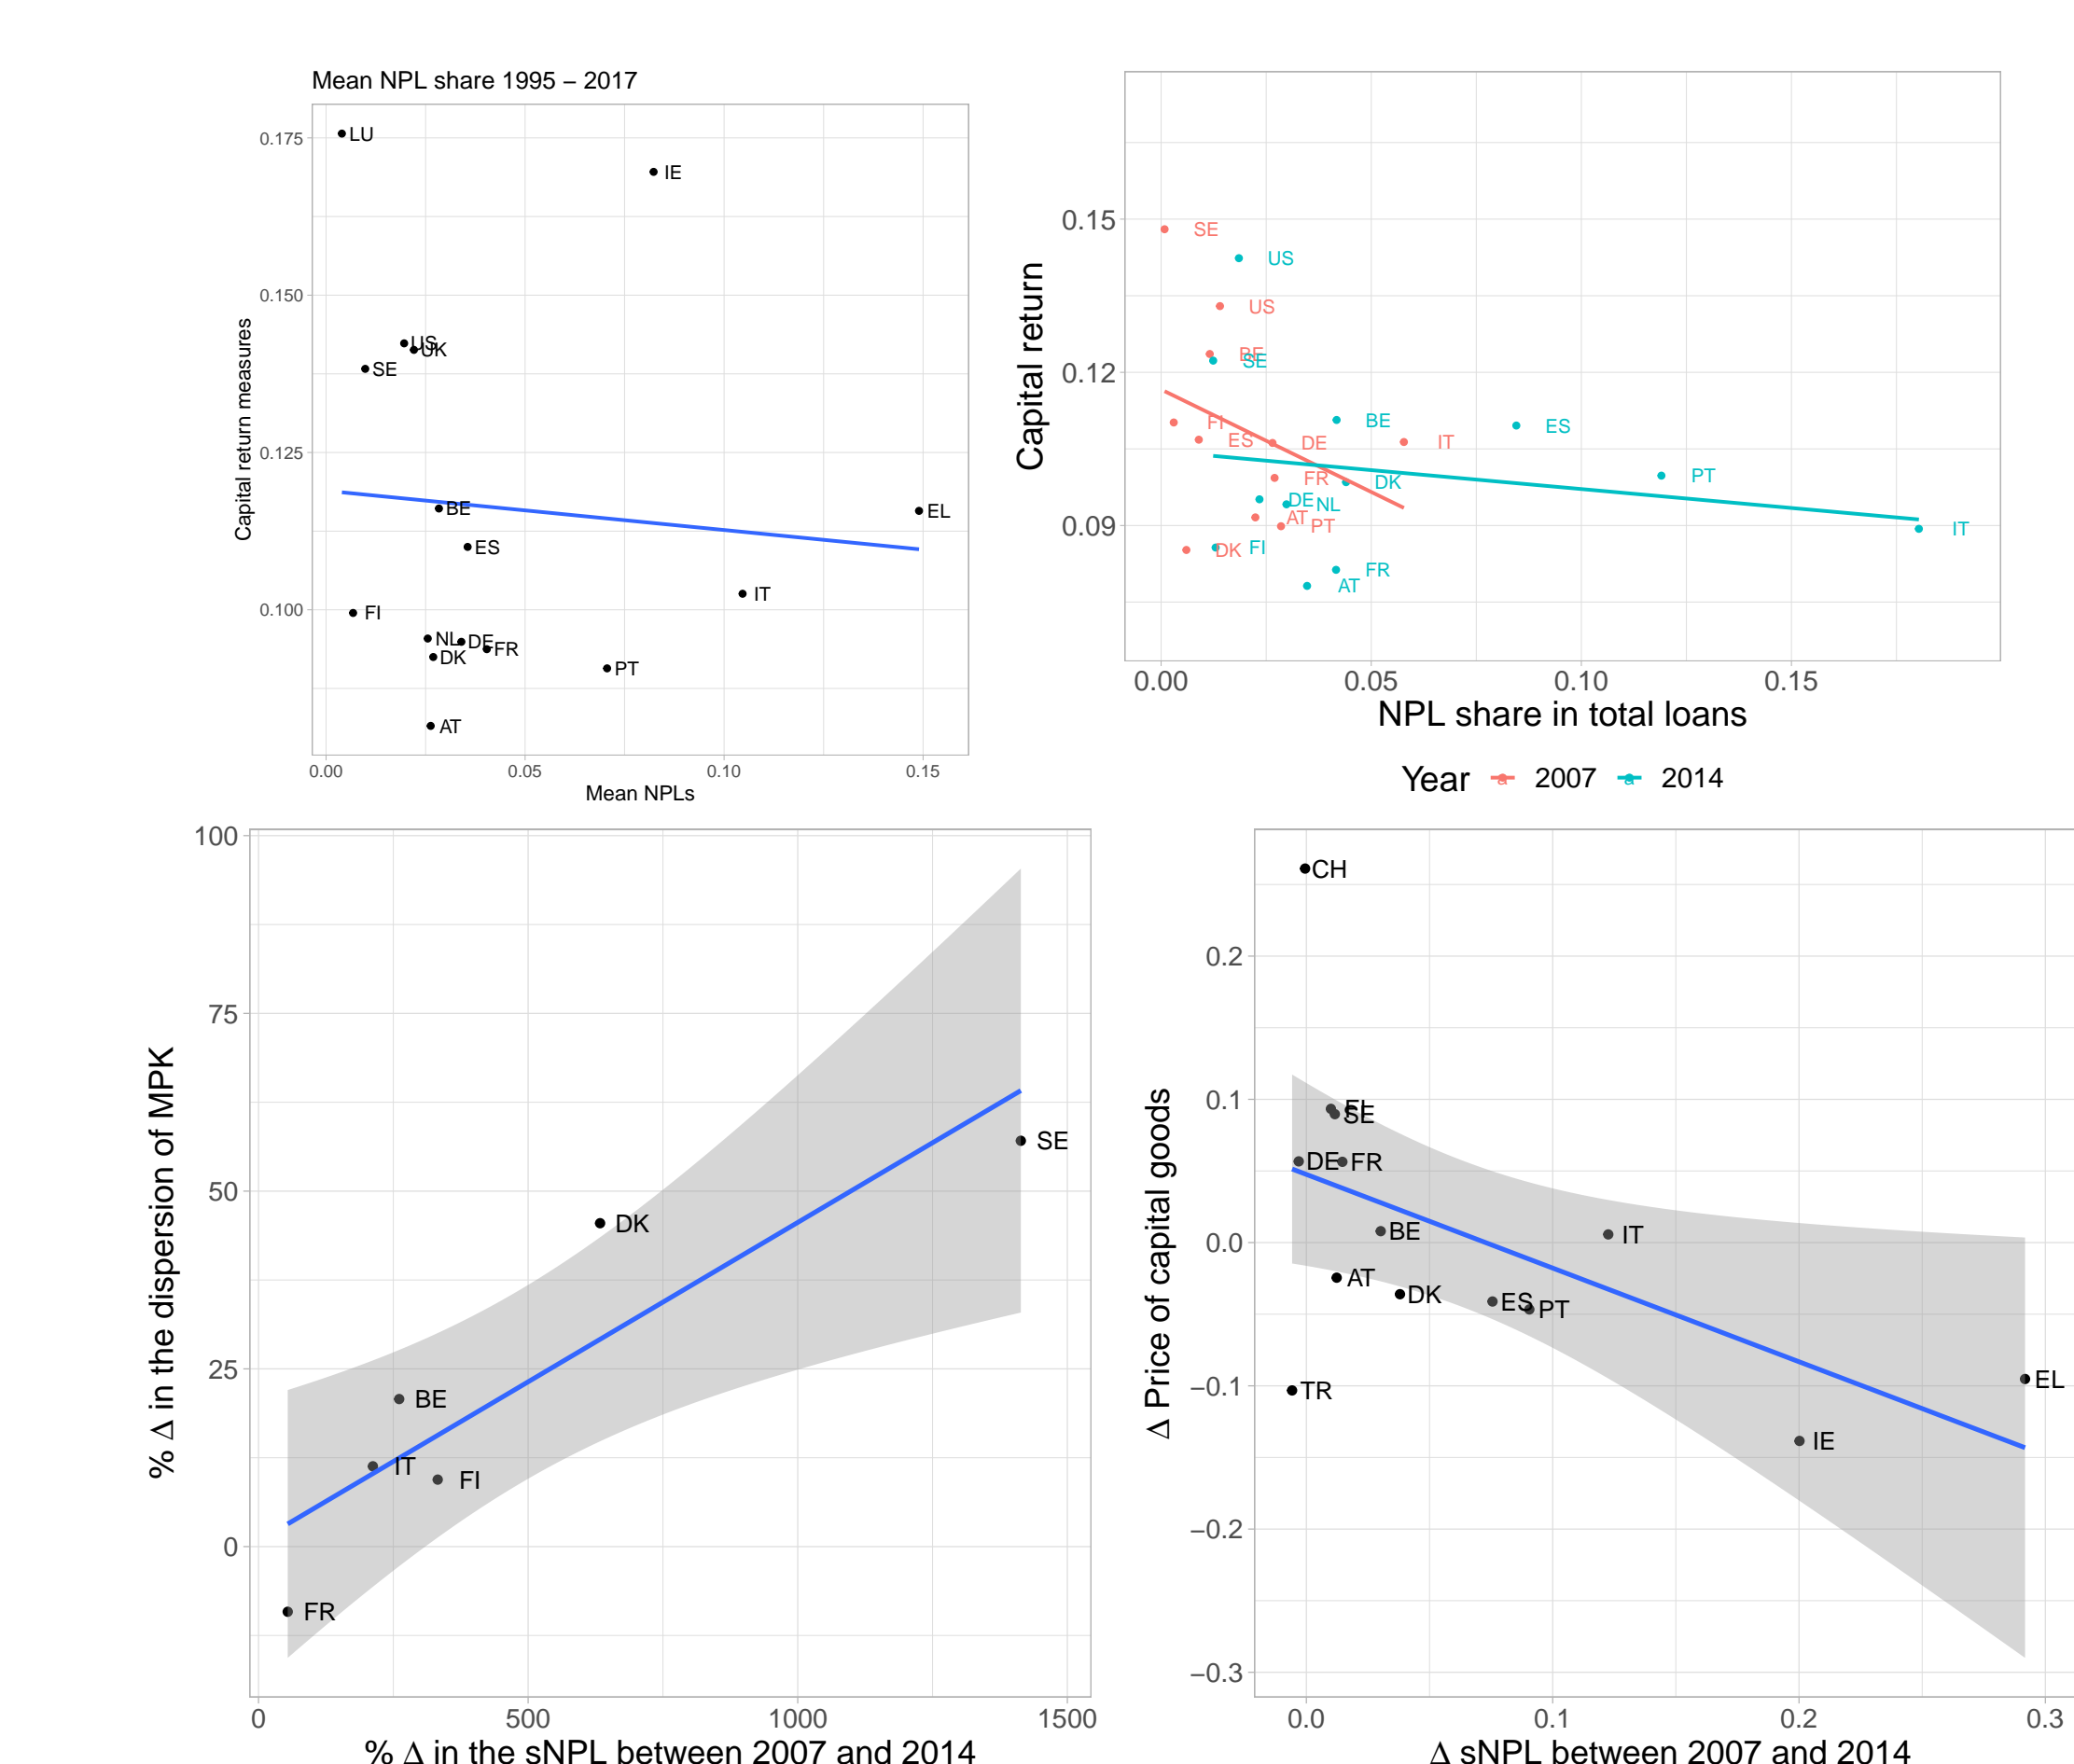 Mean NPL share 1995 – 2017
0.175
0.150
0.125
0.100
Capital return measures
LU
IE
US
UK
SE
BE
EL
ES
IT
FI
NL
DE
FR
DK
PT
AT
0.00 0.05 0.10 0.15
Mean NPLs
0.15
0.12
0.09
Capital return
SE
US
US
BE
SE
FI
BE
ES
ES
DE
IT
FR
DK
PT
DE
NL
AT
PT
IT
DK
FI
FR
AT
0.00 0.05 0.10 0.15
NPL share in total loans
Year 2007 2014
100
75
50
25
0
% Δ in the dispersion of MPK
SE
DK
BE
IT
FI
FR
0 500 1000 1500
% Δ in the sNPL between 2007 and 2014
0.2
0.1
0.0
−0.1
−0.2
−0.3
Δ Price of capital goods
CH
SE
DE
FR
BE
IT
AT
DK
ES
PT
TR
EL
IE
0.0 0.1 0.2 0.3
Δ sNPL between 2007 and 2014